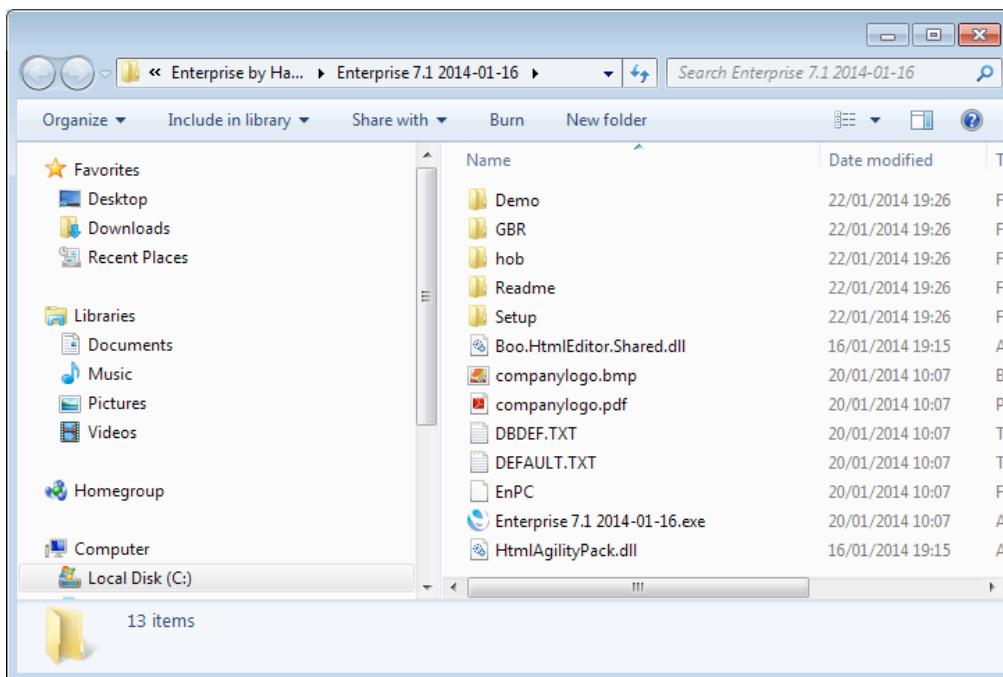 « Enterprise by Ha... ▸ Enterprise 7.1 2014-01-16 ▸
Search Enterprise 7.1 2014-01-16
Organize Include in library Share with Burn New folder
Favorites
Desktop
Downloads
Recent Places
Libraries
Documents
Music
Pictures
Videos
Homegroup
Computer
Local Disk (C:)
Name Date modified T
Demo 22/01/2014 19:26 F
GBR 22/01/2014 19:26 F
hob 22/01/2014 19:26 F
Readme 22/01/2014 19:26 F
Setup 22/01/2014 19:26 F
Boo.HtmlEditor.Shared.dll 16/01/2014 19:15 A
companylogo.bmp 20/01/2014 10:07 B
companylogo.pdf 20/01/2014 10:07 P
DBDEF.TXT 20/01/2014 10:07 T
DEFAULT.TXT 20/01/2014 10:07 T
EnPC 20/01/2014 10:07 F
Enterprise 7.1 2014-01-16.exe 20/01/2014 10:07 A
HtmlAgilityPack.dll 16/01/2014 19:15 A
13 items